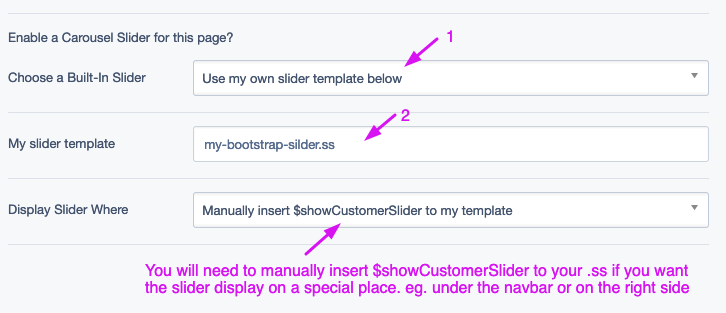 Enable a Carousel Slider for this page?
1
Choose a Built-In Slider
Use my own slider template below
2
My slider template
my-bootstrap-silder.ss
Display Slider Where
Manually insert $showCustomerSlider to my template
You will need to manually insert $showCustomerSlider to your .ss if you want
the slider display on a special place. eg. under the navbar or on the right side